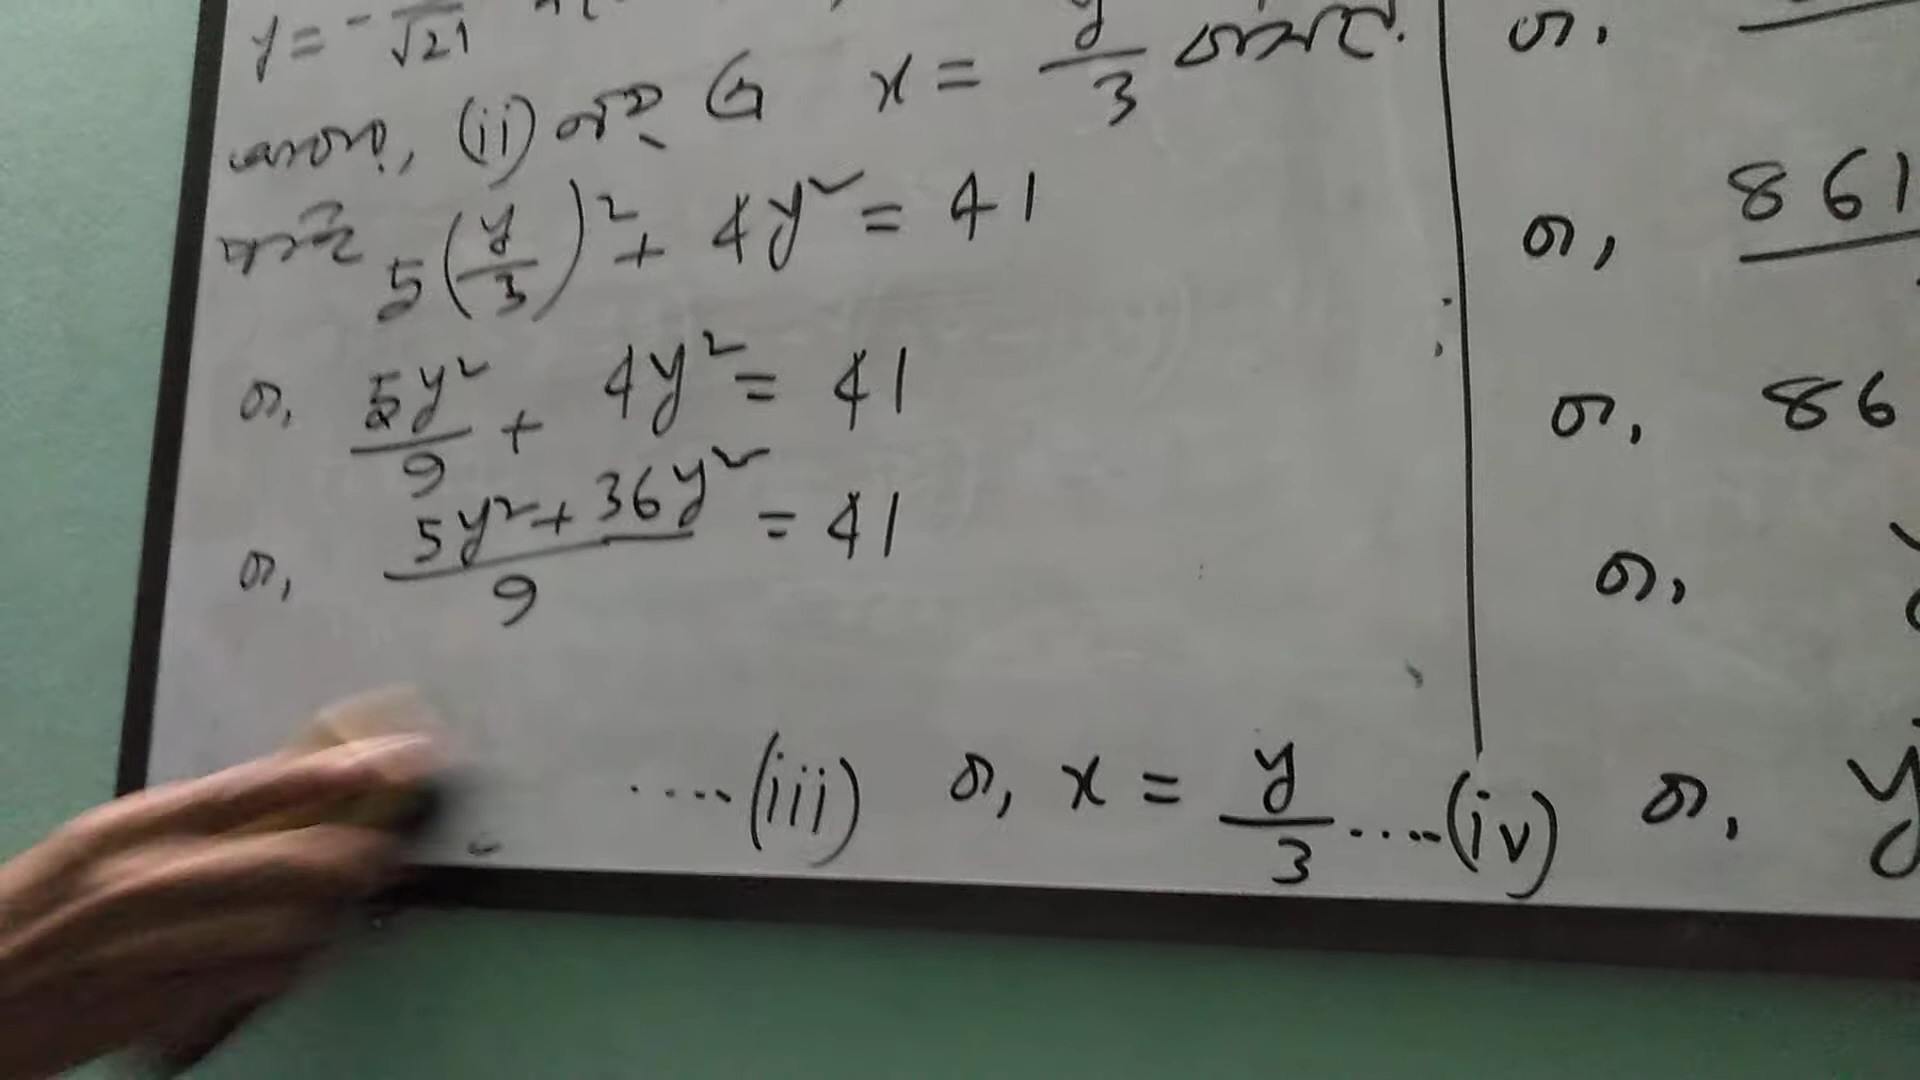 y = - /√21
আবার, (ii) নং এ x = y/3 বসিয়ে
পাই 5(y/3)² + 4y² = 41
বা, 5y²/9 + 4y² = 41
বা, (5y² + 36y²)/9 = 41
.....(iii) বা, x = y/3 .....(iv) বা, y
বা,
বা, 861
বা, 86
বা,